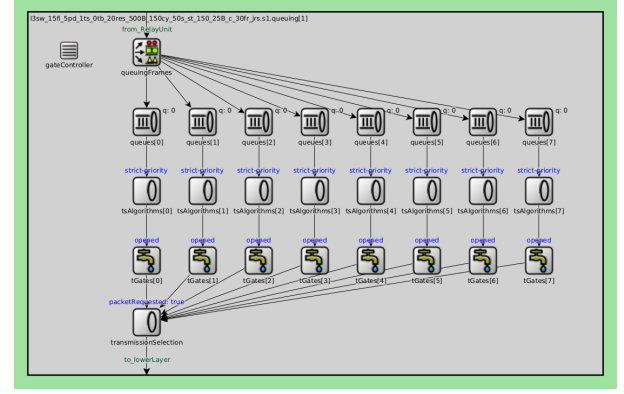 l3sw_15fl_5pd_1ts_0tb_20res_500B_150cy_50s_st_150_25B_c_30fr_jrs.s1.queuing[1]
from_RelayUnit
gateController
queuingFrames
q: 0 q: 0 q: 0 q: 0 q: 0 q: 0 q: 0 q: 0
queues[0] queues[1] queues[2] queues[3] queues[4] queues[5] queues[6] queues[7]
strict-priority strict-priority strict-priority strict-priority strict-priority strict-priority strict-priority strict-priority
tsAlgorithms[0] tsAlgorithms[1] tsAlgorithms[2] tsAlgorithms[3] tsAlgorithms[4] tsAlgorithms[5] tsAlgorithms[6] tsAlgorithms[7]
opened opened opened opened opened opened opened opened
tGates[0] tGates[1] tGates[2] tGates[3] tGates[4] tGates[5] tGates[6] tGates[7]
packetRequested: true
transmissionSelection
to_lowerLayer